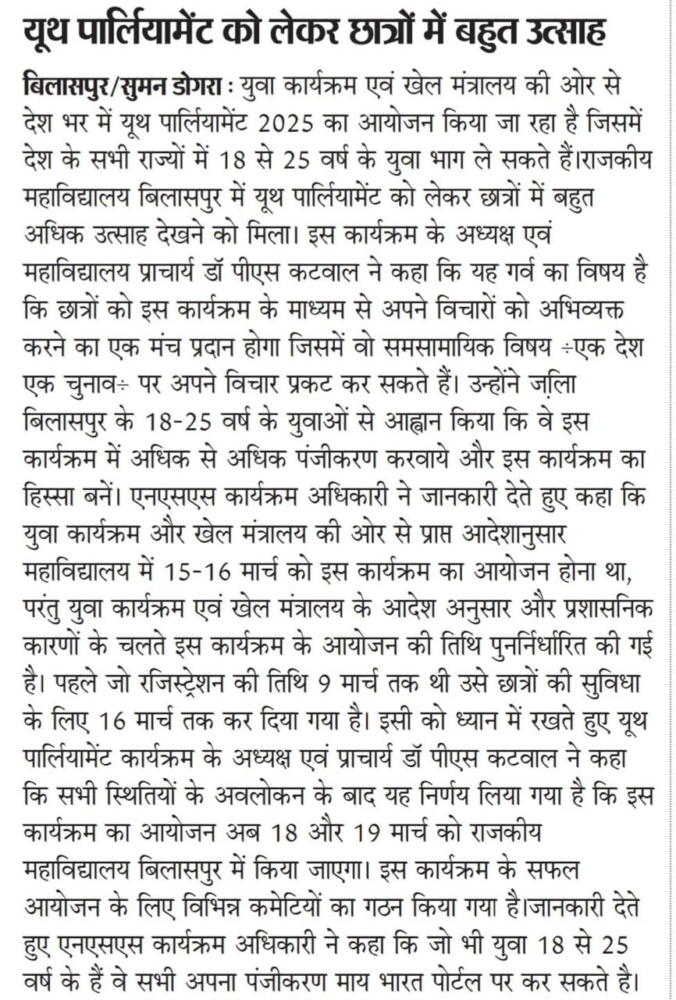 यूथ पार्लियामेंट को लेकर छात्रों में बहुत उत्साह
बिलासपुर/सुमन डोगरा : युवा कार्यक्रम एवं खेल मंत्रालय की ओर से
देश भर में यूथ पार्लियामेंट 2025 का आयोजन किया जा रहा है जिसमें
देश के सभी राज्यों में 18 से 25 वर्ष के युवा भाग ले सकते हैं।राजकीय
महाविद्यालय बिलासपुर में यूथ पार्लियामेंट को लेकर छात्रों में बहुत
अधिक उत्साह देखने को मिला। इस कार्यक्रम के अध्यक्ष एवं
महाविद्यालय प्राचार्य डॉ पीएस कटवाल ने कहा कि यह गर्व का विषय है
कि छात्रों को इस कार्यक्रम के माध्यम से अपने विचारों को अभिव्यक्त
करने का एक मंच प्रदान होगा जिसमें वो समसामायिक विषय ÷एक देश
एक चुनाव÷ पर अपने विचार प्रकट कर सकते हैं। उन्होंने जि़ला
बिलासपुर के 18-25 वर्ष के युवाओं से आह्वान किया कि वे इस
कार्यक्रम में अधिक से अधिक पंजीकरण करवाये और इस कार्यक्रम का
हिस्सा बनें। एनएसएस कार्यक्रम अधिकारी ने जानकारी देते हुए कहा कि
युवा कार्यक्रम और खेल मंत्रालय की ओर से प्राप्त आदेशानुसार
महाविद्यालय में 15-16 मार्च को इस कार्यक्रम का आयोजन होना था,
परंतु युवा कार्यक्रम एवं खेल मंत्रालय के आदेश अनुसार और प्रशासनिक
कारणों के चलते इस कार्यक्रम के आयोजन की तिथि पुनर्निर्धारित की गई
है। पहले जो रजिस्ट्रेशन की तिथि 9 मार्च तक थी उसे छात्रों की सुविधा
के लिए 16 मार्च तक कर दिया गया है। इसी को ध्यान में रखते हुए यूथ
पार्लियामेंट कार्यक्रम के अध्यक्ष एवं प्राचार्य डॉ पीएस कटवाल ने कहा
कि सभी स्थितियों के अवलोकन के बाद यह निर्णय लिया गया है कि इस
कार्यक्रम का आयोजन अब 18 और 19 मार्च को राजकीय
महाविद्यालय बिलासपुर में किया जाएगा। इस कार्यक्रम के सफल
आयोजन के लिए विभिन्न कमेटियों का गठन किया गया है।जानकारी देते
हुए एनएसएस कार्यक्रम अधिकारी ने कहा कि जो भी युवा 18 से 25
वर्ष के हैं वे सभी अपना पंजीकरण माय भारत पोर्टल पर कर सकते है।